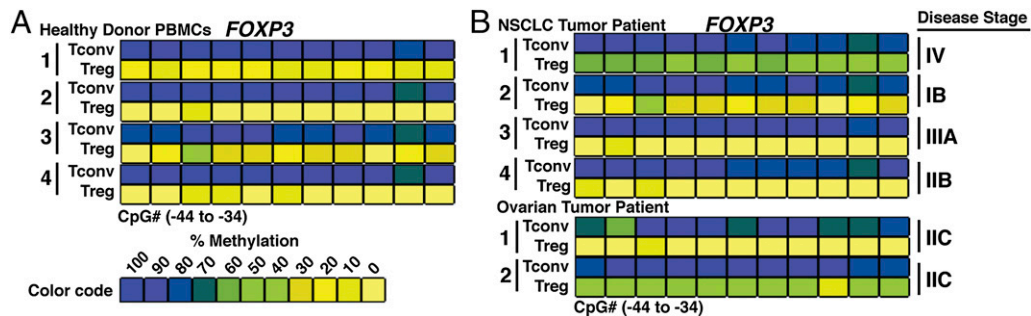 A
Healthy Donor PBMCs FOXP3
1 Tconv
Treg
2 Tconv
Treg
3 Tconv
Treg
4 Tconv
Treg
CpG# (-44 to -34)
% Methylation
100 90 80 70 60 50 40 30 20 10 0
Color code
B
NSCLC Tumor Patient FOXP3 Disease Stage
1 Tconv
Treg
IV
2 Tconv
Treg
IB
3 Tconv
Treg
IIIA
4 Tconv
Treg
IIB
Ovarian Tumor Patient
1 Tconv
Treg
IIC
2 Tconv
Treg
IIC
CpG# (-44 to -34)